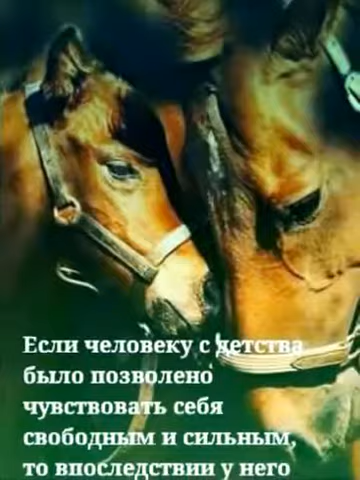 Если человеку с детства
было позволено
чувствовать себя
свободным и сильным,
то впоследствии у него